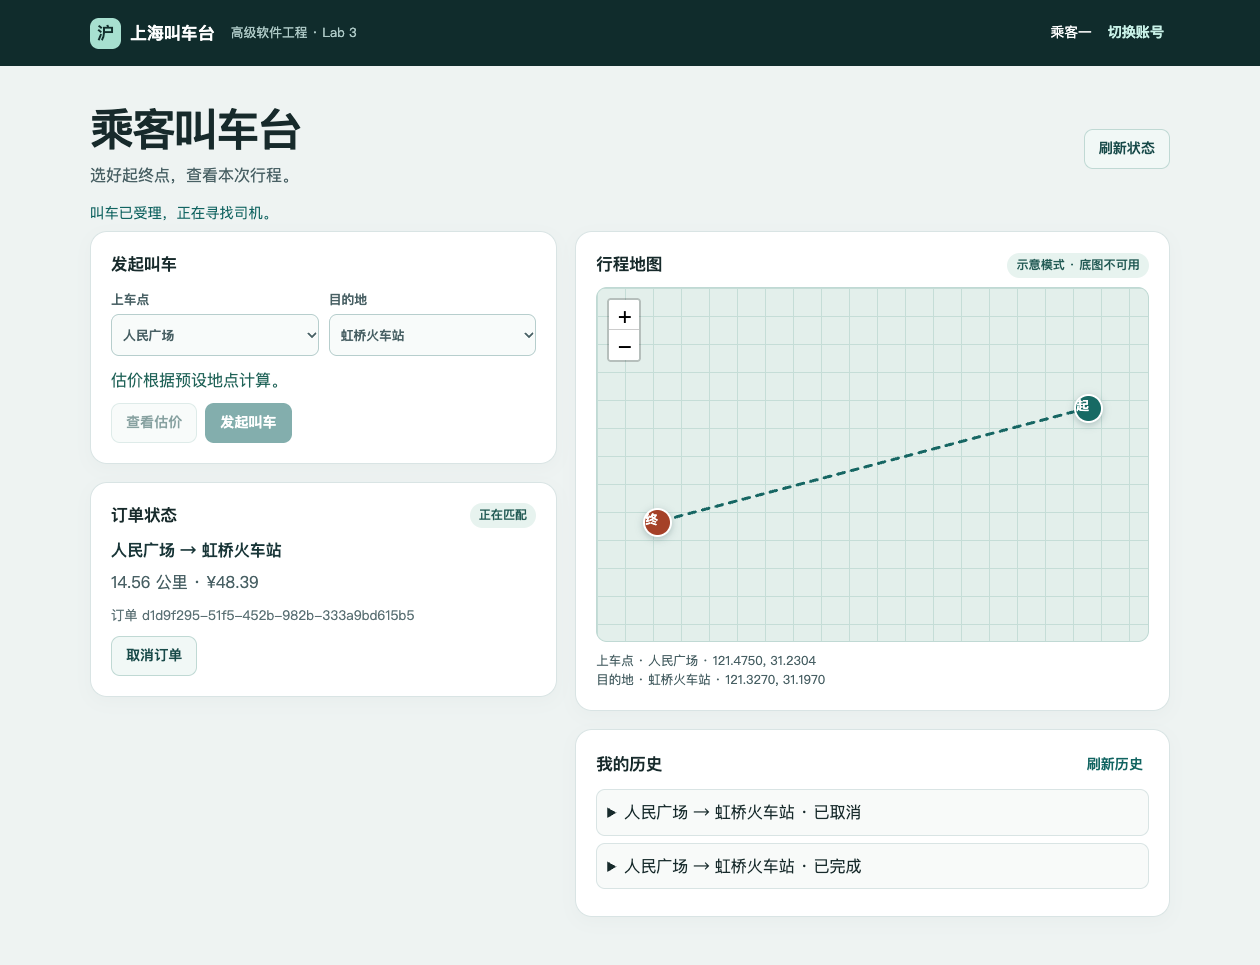 沪 上海叫车台 高级软件工程 · Lab 3 乘客一 切换账号
乘客叫车台
选好起终点，查看本次行程。
刷新状态
叫车已受理，正在寻找司机。
发起叫车
上车点 目的地
人民广场 虹桥火车站
估价根据预设地点计算。
查看估价 发起叫车
订单状态 正在匹配
人民广场 → 虹桥火车站
14.56 公里 · ¥48.39
订单 d1d9f295-51f5-452b-982b-333a9bd615b5
取消订单
行程地图 示意模式 · 底图不可用
+
−
起
终
上车点 · 人民广场 · 121.4750, 31.2304
目的地 · 虹桥火车站 · 121.3270, 31.1970
我的历史 刷新历史
▶ 人民广场 → 虹桥火车站 · 已取消
▶ 人民广场 → 虹桥火车站 · 已完成